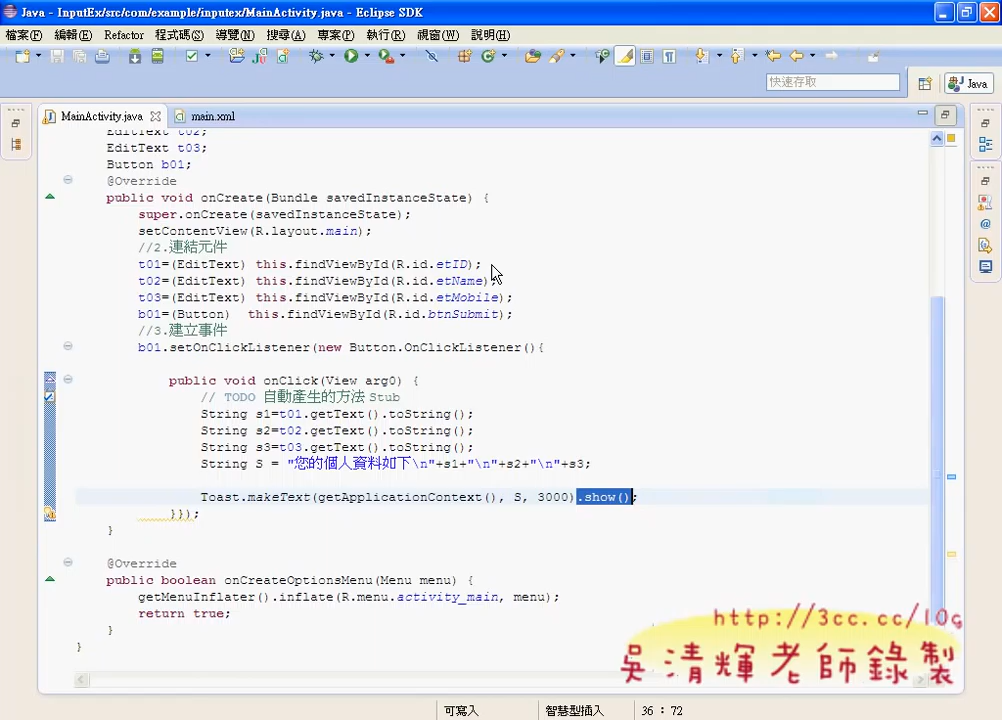 Java - InputEx/src/com/example/inputex/MainActivity.java - Eclipse SDK
檔案(F) 編輯(E) Refactor 程式碼(S) 導覽(N) 搜尋(A) 專案(P) 執行(R) 視窗(W) 說明(H)
快速存取
Java
MainActivity.java main.xml
EditText t02;
EditText t03;
Button b01;
@Override
public void onCreate(Bundle savedInstanceState) {
super.onCreate(savedInstanceState);
setContentView(R.layout.main);
//2.連結元件
t01=(EditText) this.findViewById(R.id.etID);
t02=(EditText) this.findViewById(R.id.etName);
t03=(EditText) this.findViewById(R.id.etMobile);
b01=(Button) this.findViewById(R.id.btnSubmit);
//3.建立事件
b01.setOnClickListener(new Button.OnClickListener(){
public void onClick(View arg0) {
// TODO 自動產生的方法 Stub
String s1=t01.getText().toString();
String s2=t02.getText().toString();
String s3=t03.getText().toString();
String S = "您的個人資料如下\n"+s1+"\n"+s2+"\n"+s3;
Toast.makeText(getApplicationContext(), S, 3000).show();
}});
}
@Override
public boolean onCreateOptionsMenu(Menu menu) {
getMenuInflater().inflate(R.menu.activity_main, menu);
return true;
}
}
http://3cc.cc/10g
吳清輝老師錄製
可寫入 智慧型插入 36 : 72